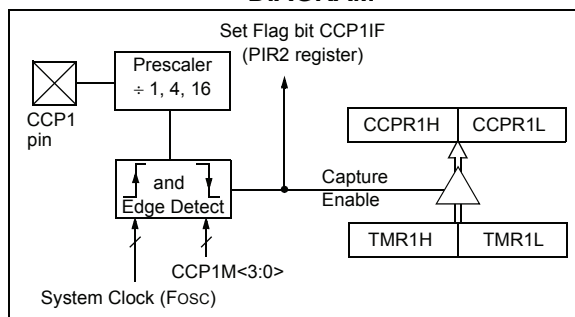 DIAGRAM
Set Flag bit CCP1IF
(PIR2 register)
Prescaler
÷ 1, 4, 16
CCP1
pin
CCPR1H
CCPR1L
and
Edge Detect
Capture
Enable
TMR1H
TMR1L
CCP1M<3:0>
System Clock (FOSC)